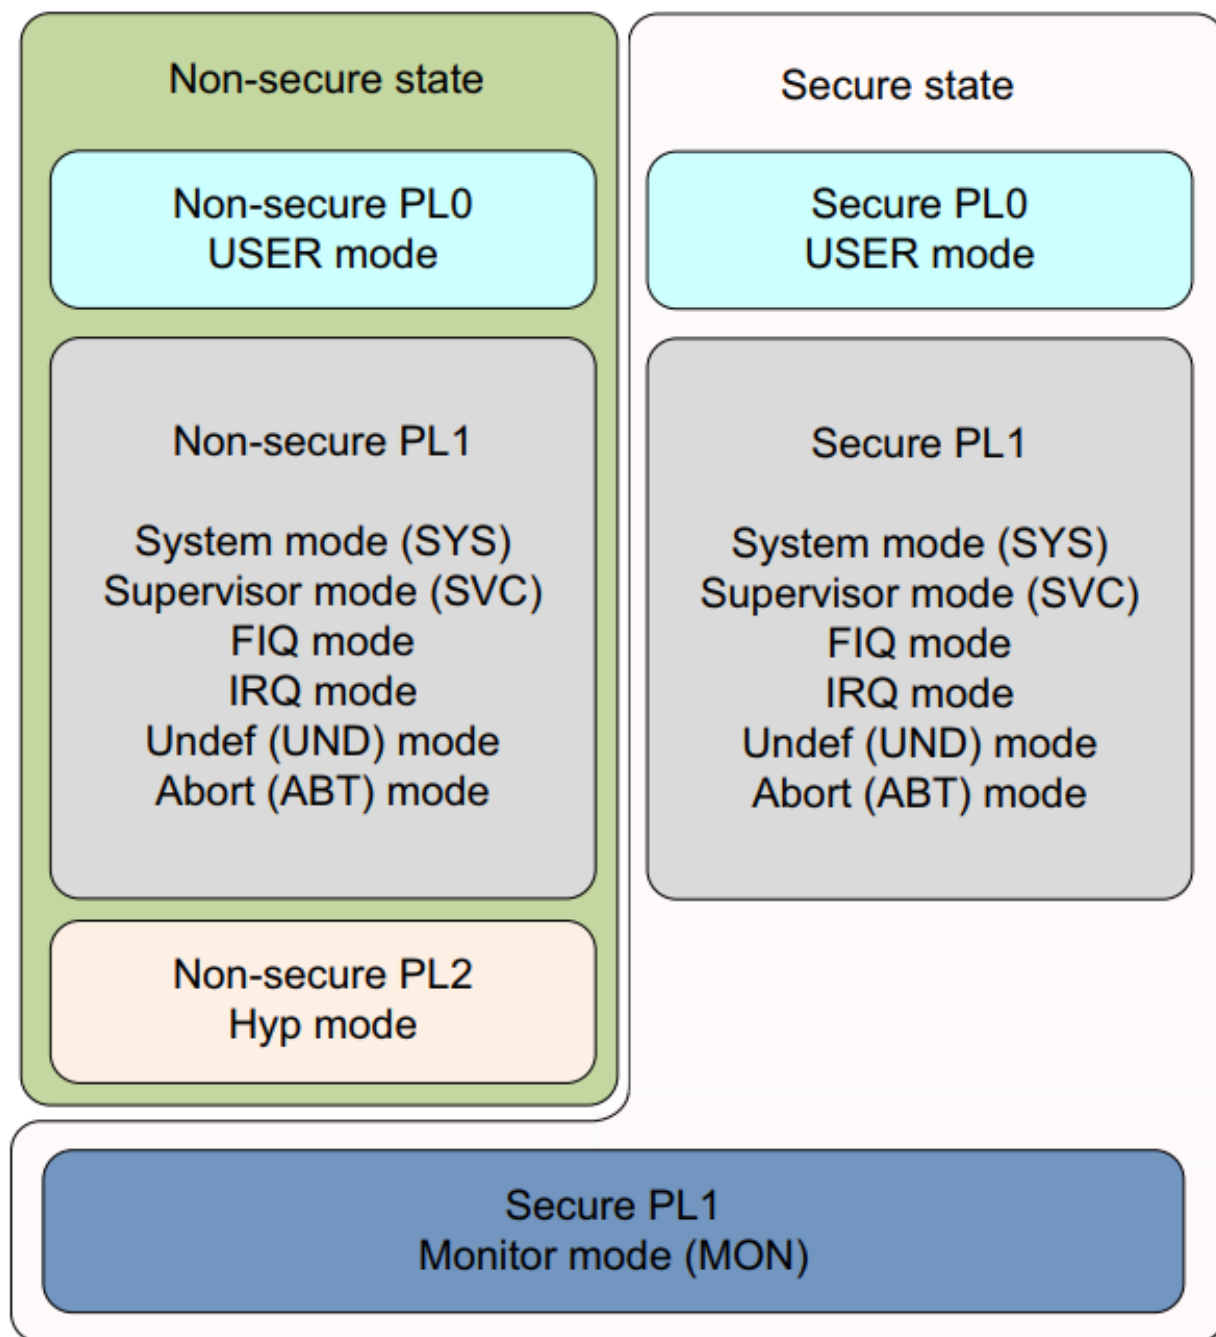 Non-secure state
Non-secure PL0
USER mode
Non-secure PL1
System mode (SYS)
Supervisor mode (SVC)
FIQ mode
IRQ mode
Undef (UND) mode
Abort (ABT) mode
Non-secure PL2
Hyp mode
Secure state
Secure PL0
USER mode
Secure PL1
System mode (SYS)
Supervisor mode (SVC)
FIQ mode
IRQ mode
Undef (UND) mode
Abort (ABT) mode
Secure PL1
Monitor mode (MON)